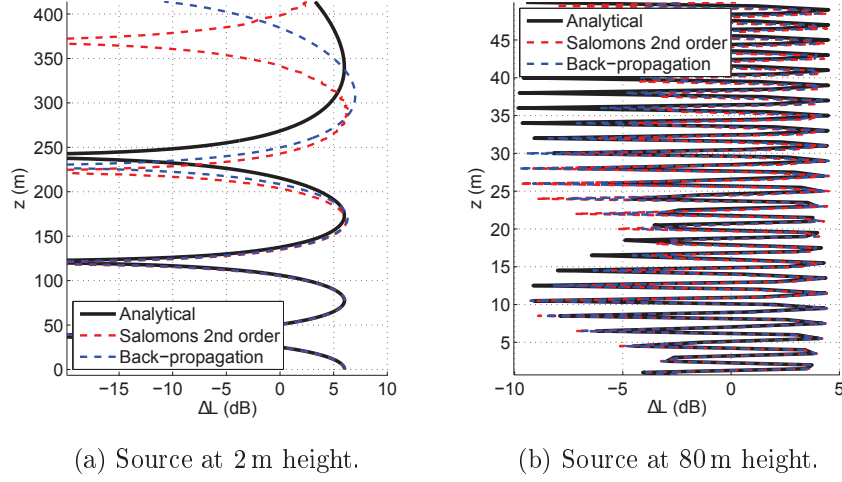 400
350
300
250
200
150
100
50
0
z (m)
Analytical
Salomons 2nd order
Back−propagation
−15 −10 −5 0 5 10
ΔL (dB)
(a) Source at 2 m height.
Analytical
Salomons 2nd order
Back−propagation
45
40
35
30
25
20
15
10
5
z (m)
−10 −5 0 5
ΔL (dB)
(b) Source at 80 m height.